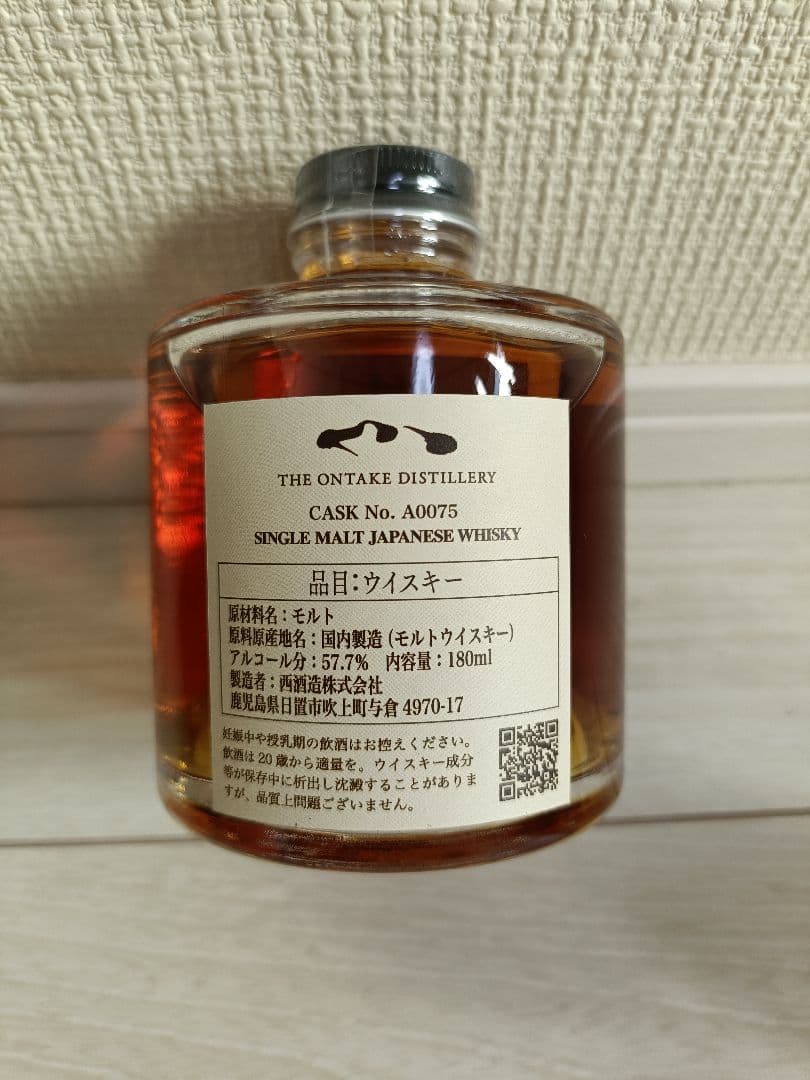 THE ONTAKE DISTILLERY
CASK No. A0075
SINGLE MALT JAPANESE WHISKY
品目：ウイスキー
原材料名：モルト
原料原産地名：国内製造（モルトウイスキー）
アルコール分：57.7%　内容量：180ml
製造者：西酒造株式会社
鹿児島県日置市吹上町与倉 4970-17
妊娠中や授乳期の飲酒はお控えください。
飲酒は20歳から適量を。ウイスキー成分
等が保存中に析出し沈澱することがありま
すが、品質上問題ございません。